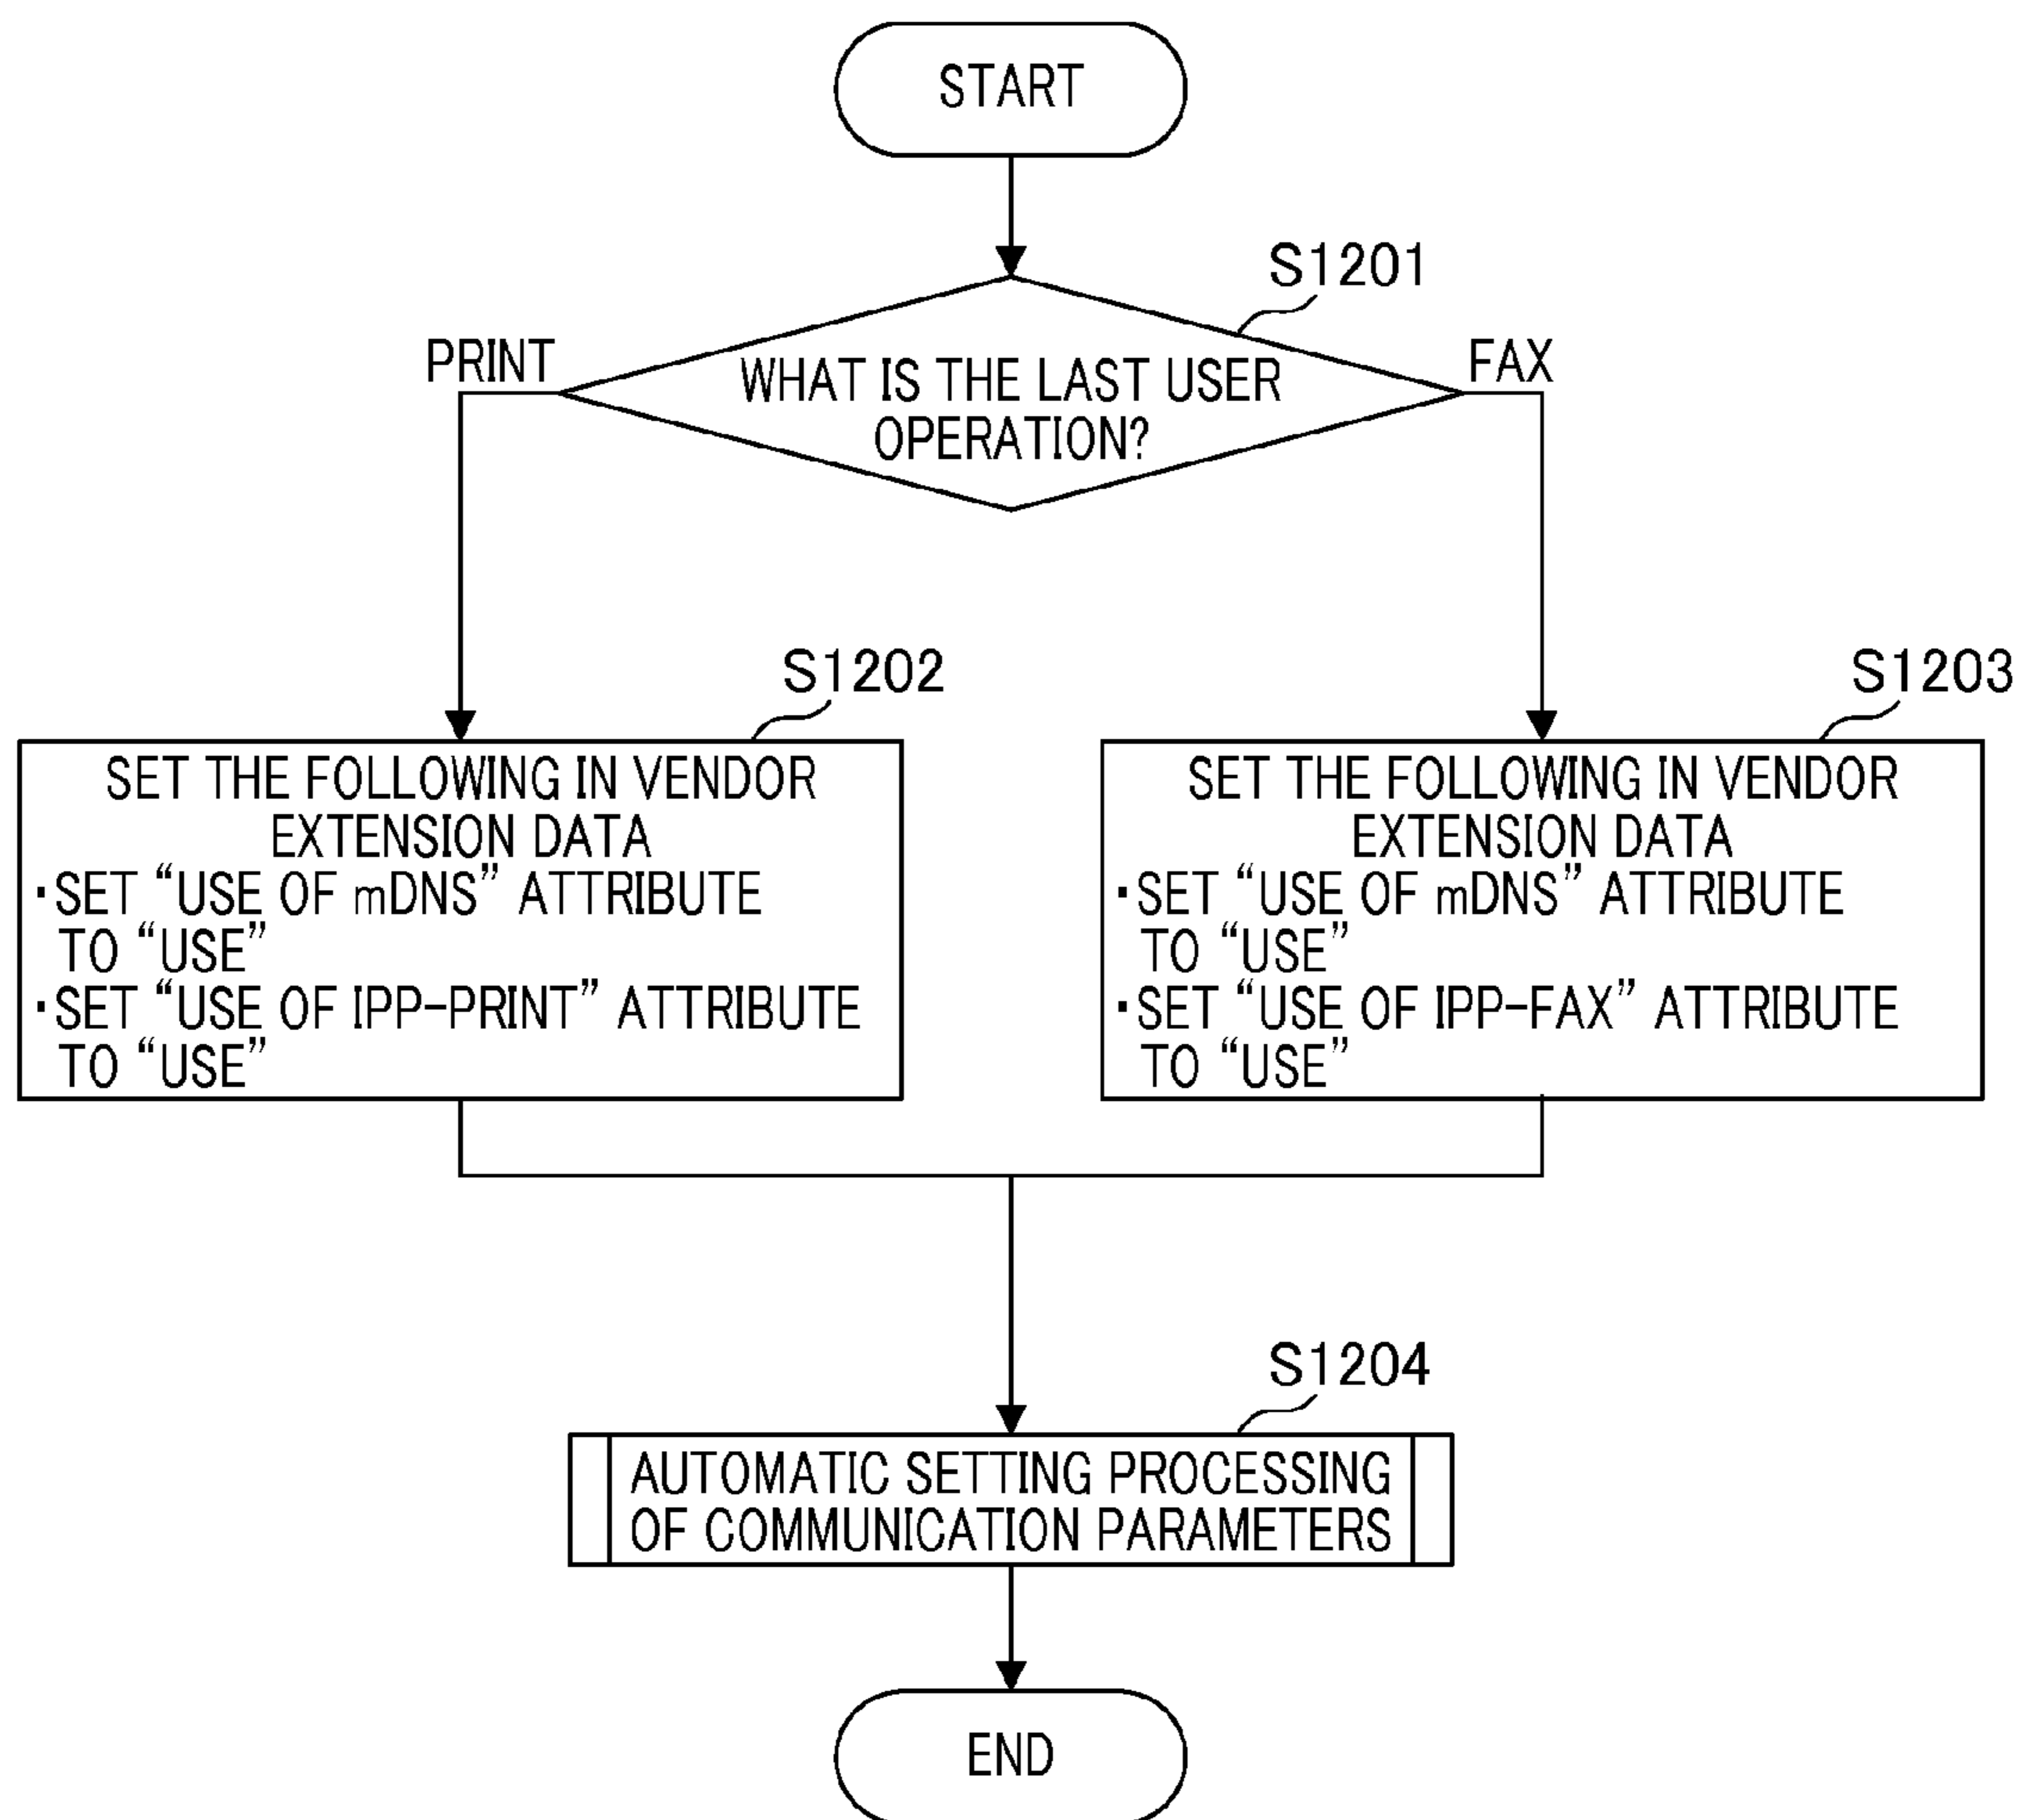 START
S1201
PRINT
FAX
WHAT IS THE LAST USER
OPERATION?
S1202
SET THE FOLLOWING IN VENDOR
EXTENSION DATA
・SET “USE OF mDNS” ATTRIBUTE
TO “USE”
・SET “USE OF IPP-PRINT” ATTRIBUTE
TO “USE”
S1203
SET THE FOLLOWING IN VENDOR
EXTENSION DATA
・SET “USE OF mDNS” ATTRIBUTE
TO “USE”
・SET “USE OF IPP-FAX” ATTRIBUTE
TO “USE”
S1204
AUTOMATIC SETTING PROCESSING
OF COMMUNICATION PARAMETERS
END